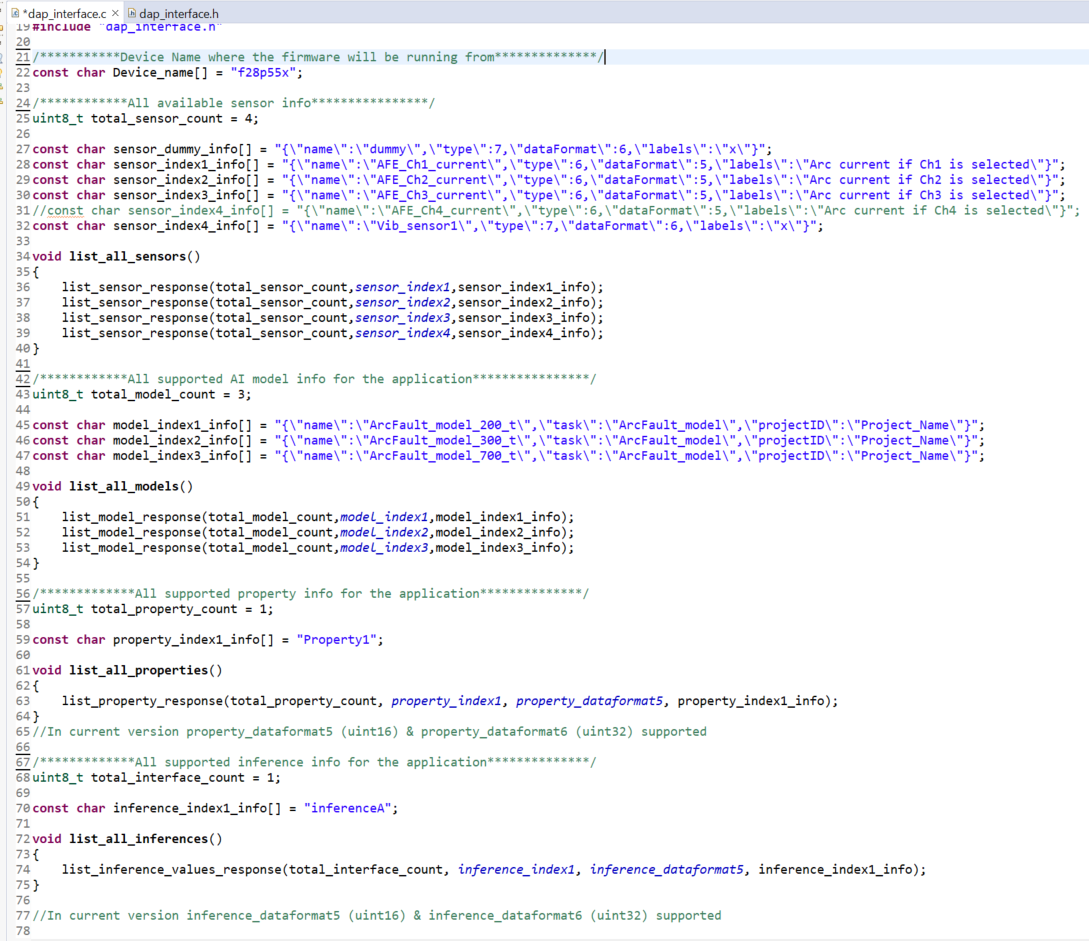 *dap_interface.c dap_interface.h
19 #include "dap_interface.h"
20
21 /***********Device Name where the firmware will be running from**************/
22 const char Device_name[] = "f28p55x";
23
24 /************All available sensor info****************/
25 uint8_t total_sensor_count = 4;
26
27 const char sensor_dummy_info[] = "{\"name\":\"dummy\",\"type\":7,\"dataFormat\":6,\"labels\":\"x\"}";
28 const char sensor_index1_info[] = "{\"name\":\"AFE_Ch1_current\",\"type\":6,\"dataFormat\":5,\"labels\":\"Arc current if Ch1 is selected\"}";
29 const char sensor_index2_info[] = "{\"name\":\"AFE_Ch2_current\",\"type\":6,\"dataFormat\":5,\"labels\":\"Arc current if Ch2 is selected\"}";
30 const char sensor_index3_info[] = "{\"name\":\"AFE_Ch3_current\",\"type\":6,\"dataFormat\":5,\"labels\":\"Arc current if Ch3 is selected\"}";
31 //const char sensor_index4_info[] = "{\"name\":\"AFE_Ch4_current\",\"type\":6,\"dataFormat\":5,\"labels\":\"Arc current if Ch4 is selected\"}";
32 const char sensor_index4_info[] = "{\"name\":\"Vib_sensor1\",\"type\":7,\"dataFormat\":6,\"labels\":\"x\"}";
33
34 void list_all_sensors()
35 {
36     list_sensor_response(total_sensor_count,sensor_index1,sensor_index1_info);
37     list_sensor_response(total_sensor_count,sensor_index2,sensor_index2_info);
38     list_sensor_response(total_sensor_count,sensor_index3,sensor_index3_info);
39     list_sensor_response(total_sensor_count,sensor_index4,sensor_index4_info);
40 }
41
42 /************All supported AI model info for the application****************/
43 uint8_t total_model_count = 3;
44
45 const char model_index1_info[] = "{\"name\":\"ArcFault_model_200_t\",\"task\":\"ArcFault_model\",\"projectID\":\"Project_Name\"}";
46 const char model_index2_info[] = "{\"name\":\"ArcFault_model_300_t\",\"task\":\"ArcFault_model\",\"projectID\":\"Project_Name\"}";
47 const char model_index3_info[] = "{\"name\":\"ArcFault_model_700_t\",\"task\":\"ArcFault_model\",\"projectID\":\"Project_Name\"}";
48
49 void list_all_models()
50 {
51     list_model_response(total_model_count,model_index1,model_index1_info);
52     list_model_response(total_model_count,model_index2,model_index2_info);
53     list_model_response(total_model_count,model_index3,model_index3_info);
54 }
55
56 /*************All supported property info for the application**************/
57 uint8_t total_property_count = 1;
58
59 const char property_index1_info[] = "Property1";
60
61 void list_all_properties()
62 {
63     list_property_response(total_property_count, property_index1, property_dataformat5, property_index1_info);
64 }
65 //In current version property_dataformat5 (uint16) & property_dataformat6 (uint32) supported
66
67 /*************All supported inference info for the application**************/
68 uint8_t total_interface_count = 1;
69
70 const char inference_index1_info[] = "inferenceA";
71
72 void list_all_inferences()
73 {
74     list_inference_values_response(total_interface_count, inference_index1, inference_dataformat5, inference_index1_info);
75 }
76
77 //In current version inference_dataformat5 (uint16) & inference_dataformat6 (uint32) supported
78